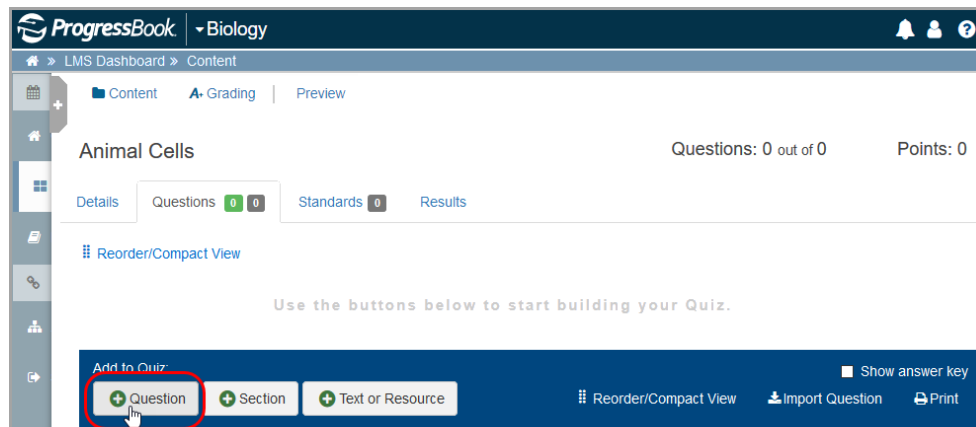 ProgressBook Biology
» LMS Dashboard » Content
Content A+ Grading Preview
Animal Cells Questions: 0 out of 0 Points: 0
Details Questions 0 0 Standards 0 Results
Reorder/Compact View
Use the buttons below to start building your Quiz.
Add to Quiz: Show answer key
Question Section Text or Resource Reorder/Compact View Import Question Print